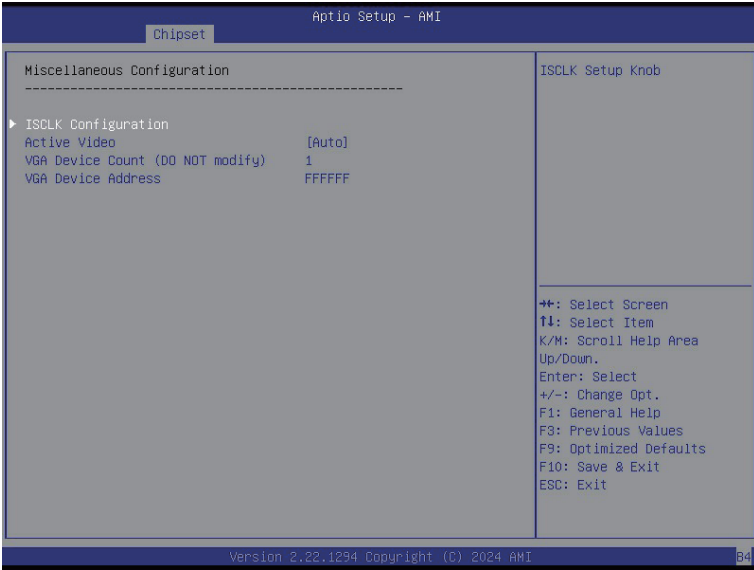 Aptio Setup – AMI
Chipset
Miscellaneous Configuration
--------------------------------------------------
ISCLK Configuration
Active Video [Auto]
VGA Device Count (DO NOT modify) 1
VGA Device Address FFFFFF
ISCLK Setup Knob
→←: Select Screen
↑↓: Select Item
K/M: Scroll Help Area
Up/Down.
Enter: Select
+/-: Change Opt.
F1: General Help
F3: Previous Values
F9: Optimized Defaults
F10: Save & Exit
ESC: Exit
Version 2.22.1294 Copyright (C) 2024 AMI
B4